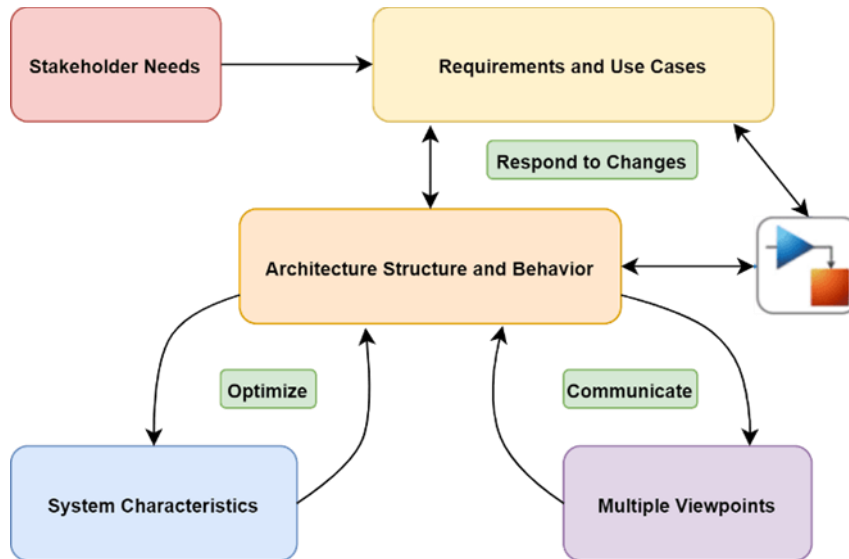 Stakeholder Needs
Requirements and Use Cases
Respond to Changes
Architecture Structure and Behavior
Optimize
Communicate
System Characteristics
Multiple Viewpoints